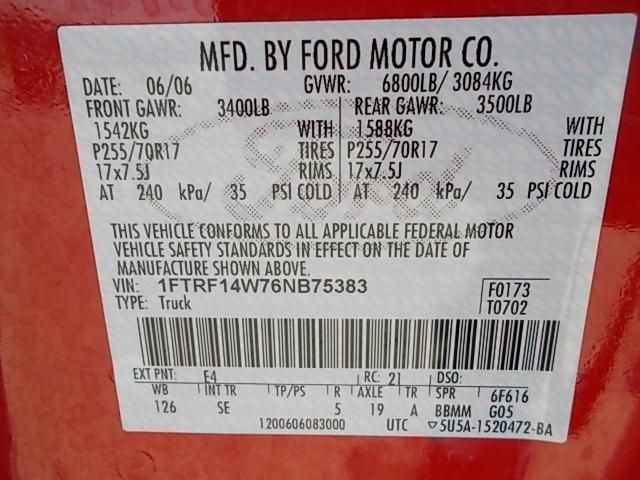 MFD. BY FORD MOTOR CO.
DATE: 06/06 GVWR: 6800LB/ 3084KG
FRONT GAWR: 3400LB REAR GAWR: 3500LB
1542KG WITH 1588KG WITH
P255/70R17 TIRES P255/70R17 TIRES
17x7.5J RIMS 17x7.5J RIMS
AT 240 kPa/ 35 PSI COLD AT 240 kPa/ 35 PSI COLD
THIS VEHICLE CONFORMS TO ALL APPLICABLE FEDERAL MOTOR
VEHICLE SAFETY STANDARDS IN EFFECT ON THE DATE OF
MANUFACTURE SHOWN ABOVE.
VIN: 1FTRF14W76NB75383 F0173
TYPE: Truck T0702
EXT PNT: E4 RC: 21 DSO:
WB INT TR TP/PS R AXLE TR SPR 6F616
126 SE 5 19 A BBMM G05
1200606083000 UTC ▽5U5A-1520472-BA